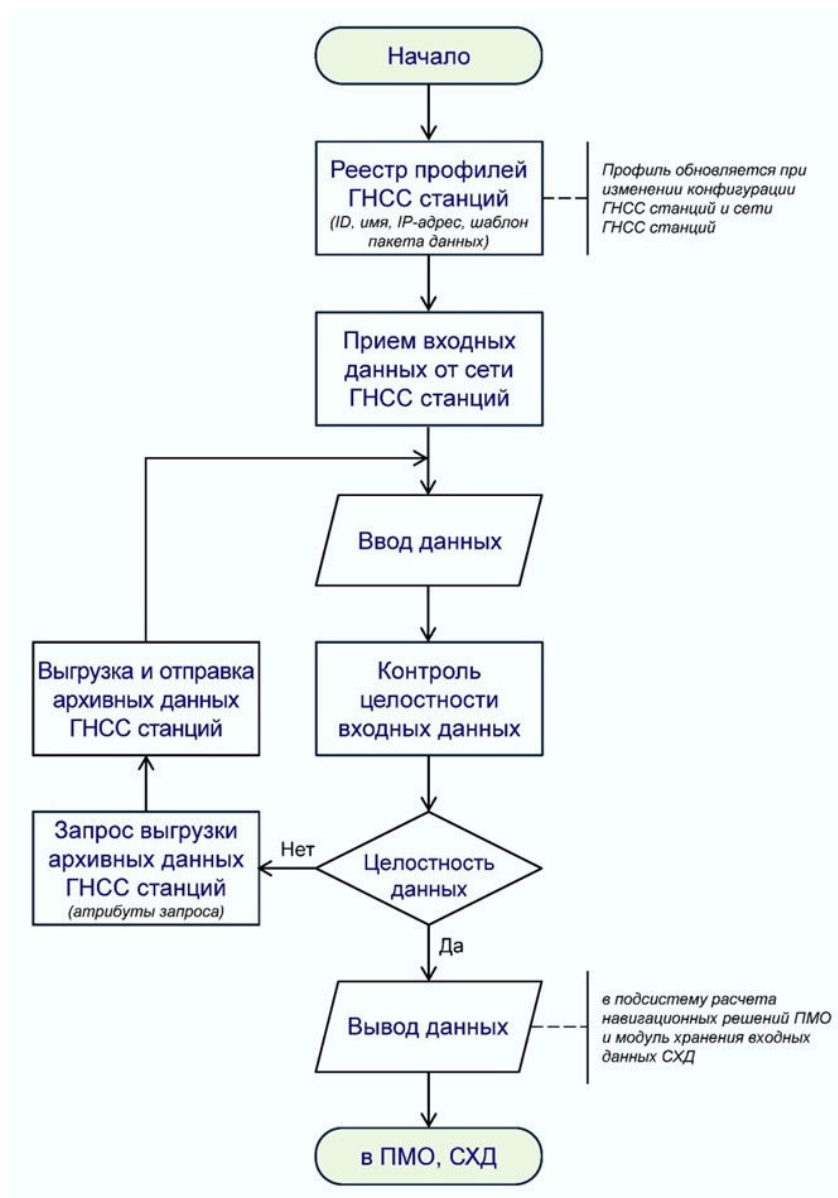 Начало
Реестр профилей
ГНСС станций
(ID, имя, IP-адрес, шаблон
пакета данных)
Профиль обновляется при
изменении конфигурации
ГНСС станций и сети
ГНСС станций
Прием входных
данных от сети
ГНСС станций
Ввод данных
Выгрузка и отправка
архивных данных
ГНСС станций
Контроль
целостности
входных данных
Запрос выгрузки
архивных данных
ГНСС станций
(атрибуты запроса)
Нет
Целостность
данных
Да
Вывод данных
в подсистему расчета
навигационных решений ПМО
и модуль хранения входных
данных СХД
в ПМО, СХД